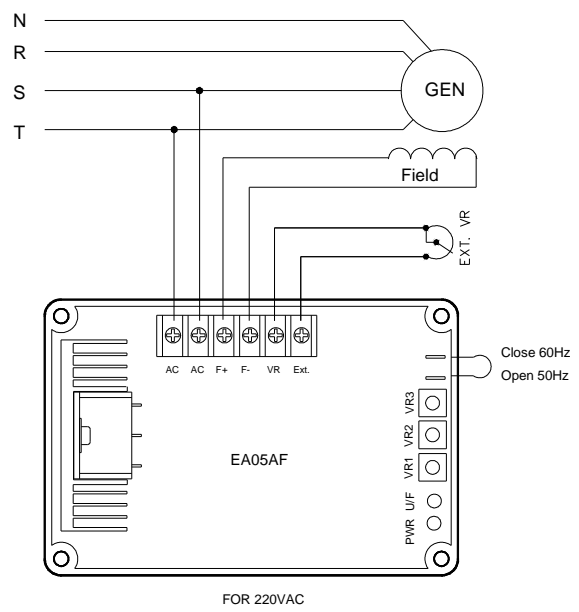 N
R
S
T
GEN
Field
EXT. VR
AC AC F+ F- VR Ext.
Close 60Hz
Open 50Hz
VR3
VR2
VR1
U/F
PWR
EA05AF
FOR 220VAC